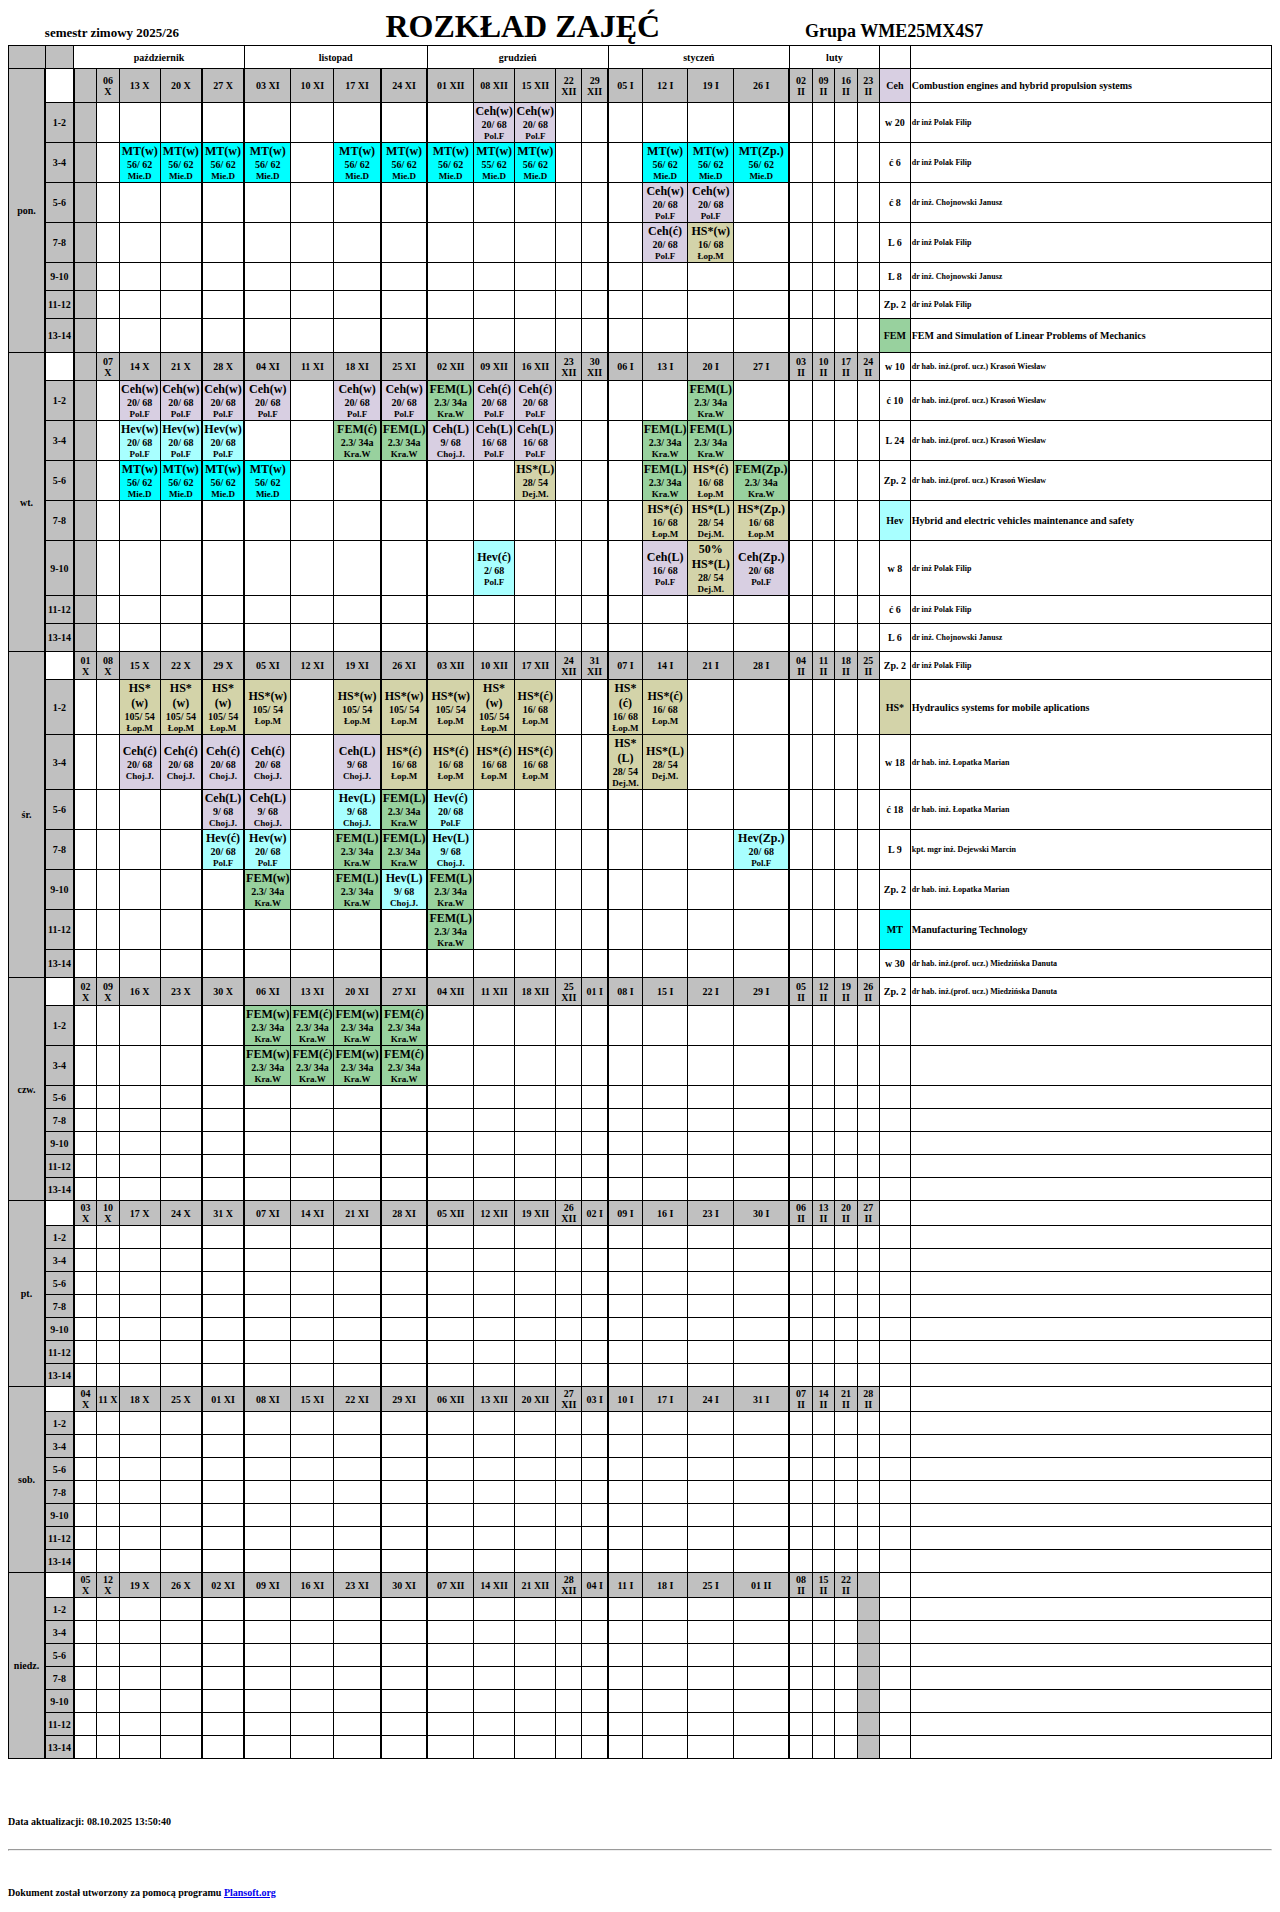 semestr zimowy 2025/26 ROZKŁAD ZAJĘĆ Grupa WME25MX4S7
październik listopad grudzień styczeń luty
pon. 06 X 13 X 20 X 27 X 03 XI 10 XI 17 XI 24 XI 01 XII 08 XII 15 XII 22 XII 29 XII 05 I 12 I 19 I 26 I 02 II 09 II 16 II 23 II Ceh Combustion engines and hybrid propulsion systems
1-2 Ceh(w) Ceh(w) w 20 dr inż Polak Filip
20/ 68 20/ 68
Pol.F Pol.F
3-4 MT(w) MT(w) MT(w) MT(w) MT(w) MT(w) MT(w) MT(w) MT(w) MT(w) MT(w) MT(Zp.) ć 6 dr inż Polak Filip
56/ 62 56/ 62 56/ 62 56/ 62 56/ 62 56/ 62 56/ 62 55/ 62 56/ 62 56/ 62 56/ 62 56/ 62
Mie.D Mie.D Mie.D Mie.D Mie.D Mie.D Mie.D Mie.D Mie.D Mie.D Mie.D Mie.D
5-6 Ceh(w) Ceh(w) ć 8 dr inż. Chojnowski Janusz
20/ 68 20/ 68
Pol.F Pol.F
7-8 Ceh(ć) HS*(w) L 6 dr inż Polak Filip
20/ 68 16/ 68
Pol.F Łop.M
9-10 L 8 dr inż. Chojnowski Janusz
11-12 Zp. 2 dr inż Polak Filip
13-14 FEM FEM and Simulation of Linear Problems of Mechanics
wt. 07 X 14 X 21 X 28 X 04 XI 11 XI 18 XI 25 XI 02 XII 09 XII 16 XII 23 XII 30 XII 06 I 13 I 20 I 27 I 03 II 10 II 17 II 24 II w 10 dr hab. inż.(prof. ucz.) Krasoń Wiesław
1-2 Ceh(w) Ceh(w) Ceh(w) Ceh(w) Ceh(w) Ceh(w) FEM(L) Ceh(ć) Ceh(ć) FEM(L) ć 10 dr hab. inż.(prof. ucz.) Krasoń Wiesław
20/ 68 20/ 68 20/ 68 20/ 68 20/ 68 20/ 68 2.3/ 34a 20/ 68 20/ 68 2.3/ 34a
Pol.F Pol.F Pol.F Pol.F Pol.F Pol.F Kra.W Pol.F Pol.F Kra.W
3-4 Hev(w) Hev(w) Hev(w) FEM(ć) FEM(L) Ceh(L) Ceh(L) Ceh(L) FEM(L) FEM(L) L 24 dr hab. inż.(prof. ucz.) Krasoń Wiesław
20/ 68 20/ 68 20/ 68 2.3/ 34a 2.3/ 34a 9/ 68 16/ 68 16/ 68 2.3/ 34a 2.3/ 34a
Pol.F Pol.F Pol.F Kra.W Kra.W Choj.J. Pol.F Pol.F Kra.W Kra.W
5-6 MT(w) MT(w) MT(w) MT(w) HS*(L) FEM(L) HS*(ć) FEM(Zp.) Zp. 2 dr hab. inż.(prof. ucz.) Krasoń Wiesław
56/ 62 56/ 62 56/ 62 56/ 62 28/ 54 2.3/ 34a 16/ 68 2.3/ 34a
Mie.D Mie.D Mie.D Mie.D Dej.M. Kra.W Łop.M Kra.W
7-8 HS*(ć) HS*(L) HS*(Zp.) Hev Hybrid and electric vehicles maintenance and safety
16/ 68 28/ 54 16/ 68
Łop.M Dej.M. Łop.M
9-10 Hev(ć) Ceh(L) 50% HS*(L) Ceh(Zp.) w 8 dr inż Polak Filip
2/ 68 16/ 68 28/ 54 20/ 68
Pol.F Pol.F Dej.M. Pol.F
11-12 ć 6 dr inż Polak Filip
13-14 L 6 dr inż. Chojnowski Janusz
śr. 01 X 08 X 15 X 22 X 29 X 05 XI 12 XI 19 XI 26 XI 03 XII 10 XII 17 XII 24 XII 31 XII 07 I 14 I 21 I 28 I 04 II 11 II 18 II 25 II Zp. 2 dr inż Polak Filip
1-2 HS* (w) HS* (w) HS* (w) HS*(w) HS*(w) HS*(w) HS*(w) HS* (w) HS*(ć) HS* (ć) HS*(ć) HS* Hydraulics systems for mobile aplications
105/ 54 105/ 54 105/ 54 105/ 54 105/ 54 105/ 54 105/ 54 105/ 54 16/ 68 16/ 68 16/ 68
Łop.M Łop.M Łop.M Łop.M Łop.M Łop.M Łop.M Łop.M Łop.M Łop.M Łop.M
3-4 Ceh(ć) Ceh(ć) Ceh(ć) Ceh(ć) Ceh(L) HS*(ć) HS*(ć) HS*(ć) HS*(ć) HS* (L) HS*(L) w 18 dr hab. inż. Łopatka Marian
20/ 68 20/ 68 20/ 68 20/ 68 9/ 68 16/ 68 16/ 68 16/ 68 16/ 68 28/ 54 28/ 54
Choj.J. Choj.J. Choj.J. Choj.J. Choj.J. Łop.M Łop.M Łop.M Łop.M Dej.M. Dej.M.
5-6 Ceh(L) Ceh(L) Hev(L) FEM(L) Hev(ć) ć 18 dr hab. inż. Łopatka Marian
9/ 68 9/ 68 9/ 68 2.3/ 34a 20/ 68
Choj.J. Choj.J. Choj.J. Kra.W Pol.F
7-8 Hev(ć) Hev(w) FEM(L) FEM(L) Hev(L) Hev(Zp.) L 9 kpt. mgr inż. Dejewski Marcin
20/ 68 20/ 68 2.3/ 34a 2.3/ 34a 9/ 68 20/ 68
Pol.F Pol.F Kra.W Kra.W Choj.J. Pol.F
9-10 FEM(w) FEM(L) Hev(L) FEM(L) Zp. 2 dr hab. inż. Łopatka Marian
2.3/ 34a 2.3/ 34a 9/ 68 2.3/ 34a
Kra.W Kra.W Choj.J. Kra.W
11-12 FEM(L) MT Manufacturing Technology
2.3/ 34a
Kra.W
13-14 w 30 dr hab. inż.(prof. ucz.) Miedzińska Danuta
czw. 02 X 09 X 16 X 23 X 30 X 06 XI 13 XI 20 XI 27 XI 04 XII 11 XII 18 XII 25 XII 01 I 08 I 15 I 22 I 29 I 05 II 12 II 19 II 26 II Zp. 2 dr hab. inż.(prof. ucz.) Miedzińska Danuta
1-2 FEM(w) FEM(ć) FEM(w) FEM(ć)
2.3/ 34a 2.3/ 34a 2.3/ 34a 2.3/ 34a
Kra.W Kra.W Kra.W Kra.W
3-4 FEM(w) FEM(ć) FEM(w) FEM(ć)
2.3/ 34a 2.3/ 34a 2.3/ 34a 2.3/ 34a
Kra.W Kra.W Kra.W Kra.W
5-6
7-8
9-10
11-12
13-14
pt. 03 X 10 X 17 X 24 X 31 X 07 XI 14 XI 21 XI 28 XI 05 XII 12 XII 19 XII 26 XII 02 I 09 I 16 I 23 I 30 I 06 II 13 II 20 II 27 II
1-2
3-4
5-6
7-8
9-10
11-12
13-14
sob. 04 X 11 X 18 X 25 X 01 XI 08 XI 15 XI 22 XI 29 XI 06 XII 13 XII 20 XII 27 XII 03 I 10 I 17 I 24 I 31 I 07 II 14 II 21 II 28 II
1-2
3-4
5-6
7-8
9-10
11-12
13-14
niedz. 05 X 12 X 19 X 26 X 02 XI 09 XI 16 XI 23 XI 30 XI 07 XII 14 XII 21 XII 28 XII 04 I 11 I 18 I 25 I 01 II 08 II 15 II 22 II
1-2
3-4
5-6
7-8
9-10
11-12
13-14
Data aktualizacji: 08.10.2025 13:50:40
Dokument został utworzony za pomocą programu Plansoft.org